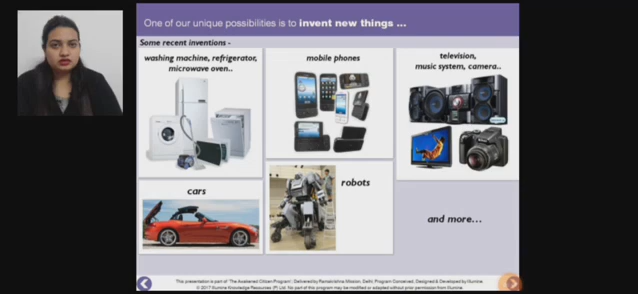 One of our unique possibilities is to invent new things ...
Some recent inventions -
washing machine, refrigerator,
microwave oven..
mobile phones
television,
music system, camera..
cars
robots
and more...
This presentation is part of 'The Awakened Citizen Program' | Delivered by Ramakrishna Mission, Delhi. Program Conceived, Designed & Developed by Illumine.
© 2017 Illumine Knowledge Resources (P) Ltd. No part of this program may be modified or adapted without prior permission from Illumine.